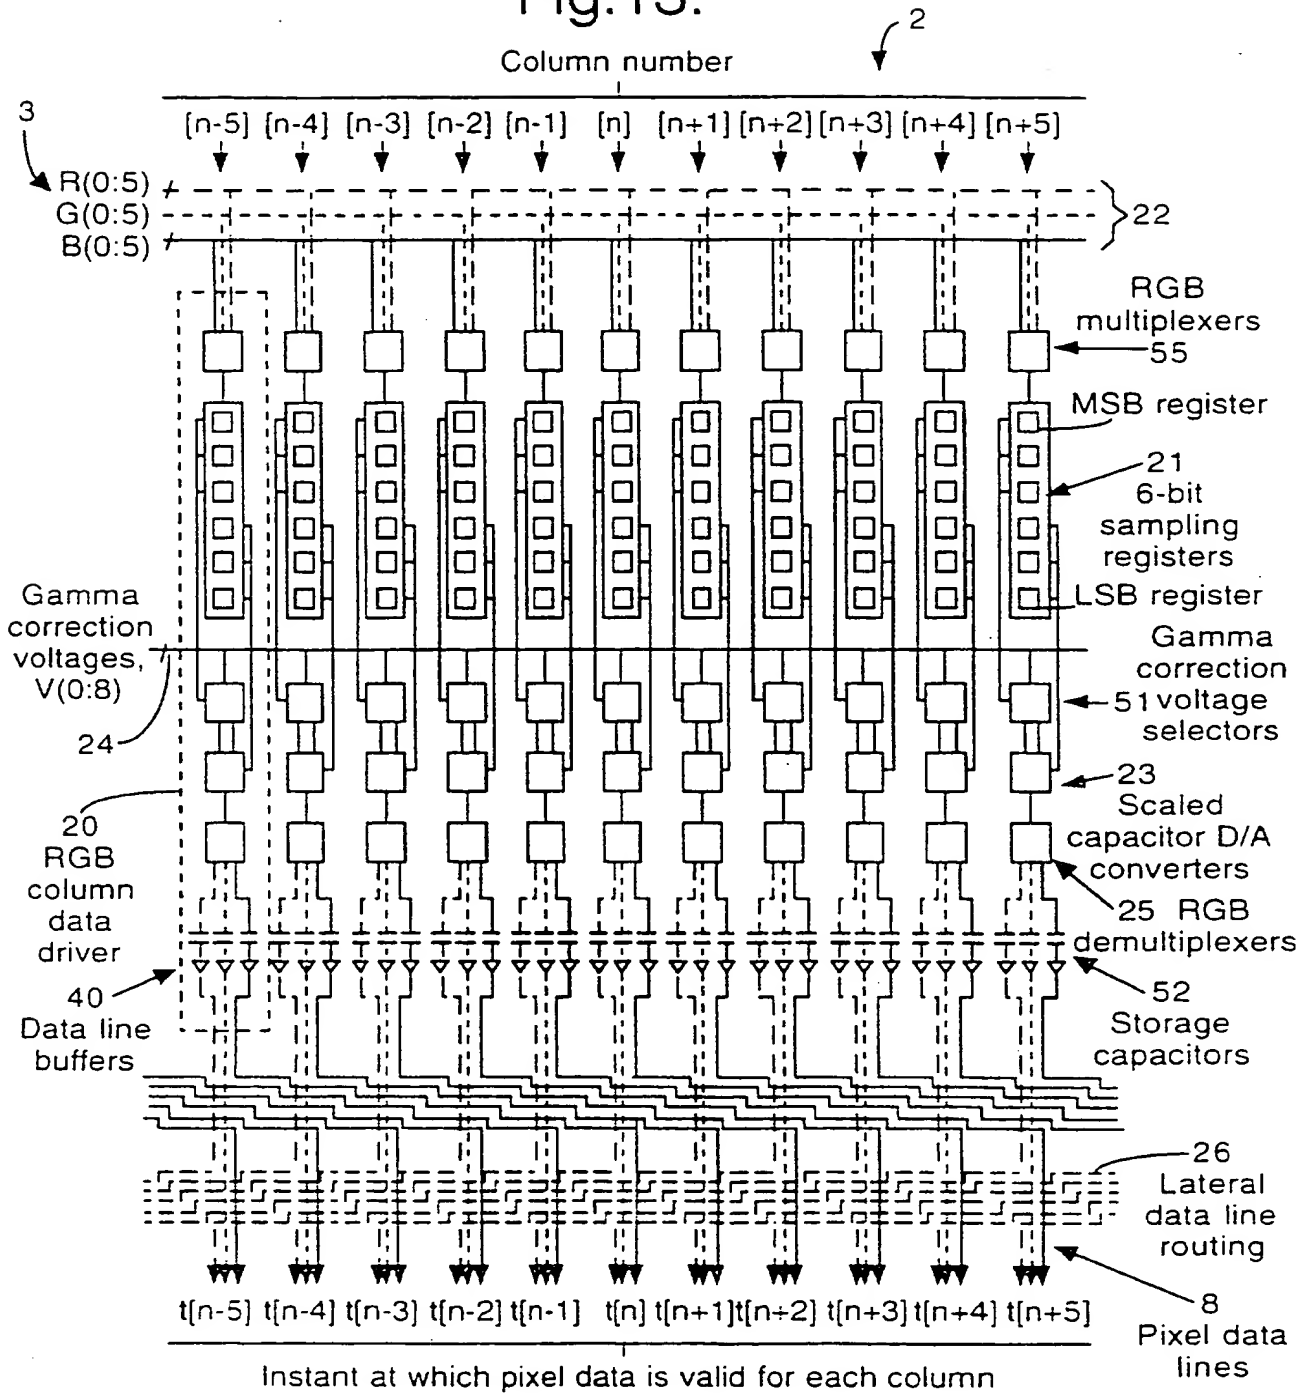 Fig.13.
2
Column number
3
[n-5] [n-4] [n-3] [n-2] [n-1] [n] [n+1] [n+2] [n+3] [n+4] [n+5]
R(0:5)
G(0:5)
B(0:5)
22
RGB
multiplexers
55
MSB register
21
6-bit
sampling
registers
LSB register
Gamma
correction
voltages,
V(0:8)
24
Gamma
correction
51 voltage
selectors
23
Scaled
capacitor D/A
converters
20
RGB
column
data
driver
25 RGB
demultiplexers
40
Data line
buffers
52
Storage
capacitors
26
Lateral
data line
routing
t[n-5] t[n-4] t[n-3] t[n-2] t[n-1] t[n] t[n+1] t[n+2] t[n+3] t[n+4] t[n+5]
8
Pixel data
lines
Instant at which pixel data is valid for each column